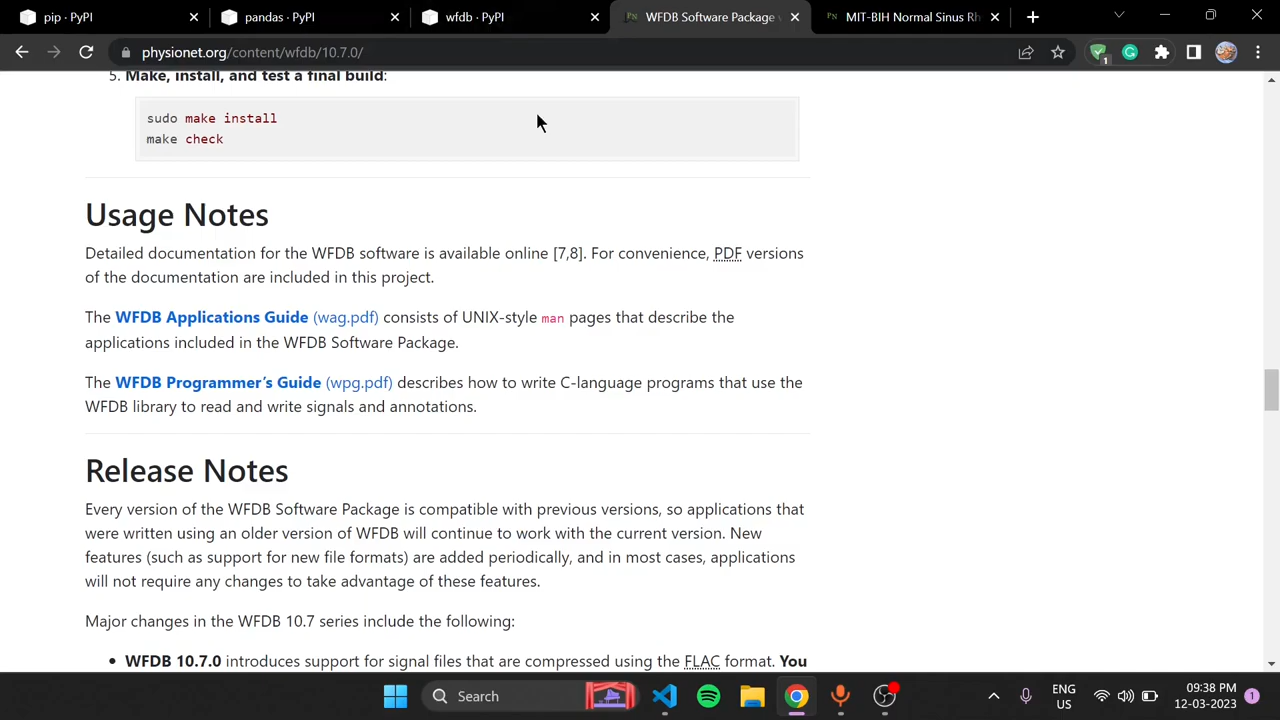 pip · PyPI
pandas · PyPI
wfdb · PyPI
WFDB Software Package
MIT-BIH Normal Sinus Rh
physionet.org/content/wfdb/10.7.0/
5. Make, install, and test a final build:
sudo make install
make check
Usage Notes
Detailed documentation for the WFDB software is available online [7,8]. For convenience, PDF versions
of the documentation are included in this project.
The WFDB Applications Guide (wag.pdf) consists of UNIX-style man pages that describe the
applications included in the WFDB Software Package.
The WFDB Programmer’s Guide (wpg.pdf) describes how to write C-language programs that use the
WFDB library to read and write signals and annotations.
Release Notes
Every version of the WFDB Software Package is compatible with previous versions, so applications that
were written using an older version of WFDB will continue to work with the current version. New
features (such as support for new file formats) are added periodically, and in most cases, applications
will not require any changes to take advantage of these features.
Major changes in the WFDB 10.7 series include the following:
• WFDB 10.7.0 introduces support for signal files that are compressed using the FLAC format. You
Search
ENG
US
09:38 PM
12-03-2023
1